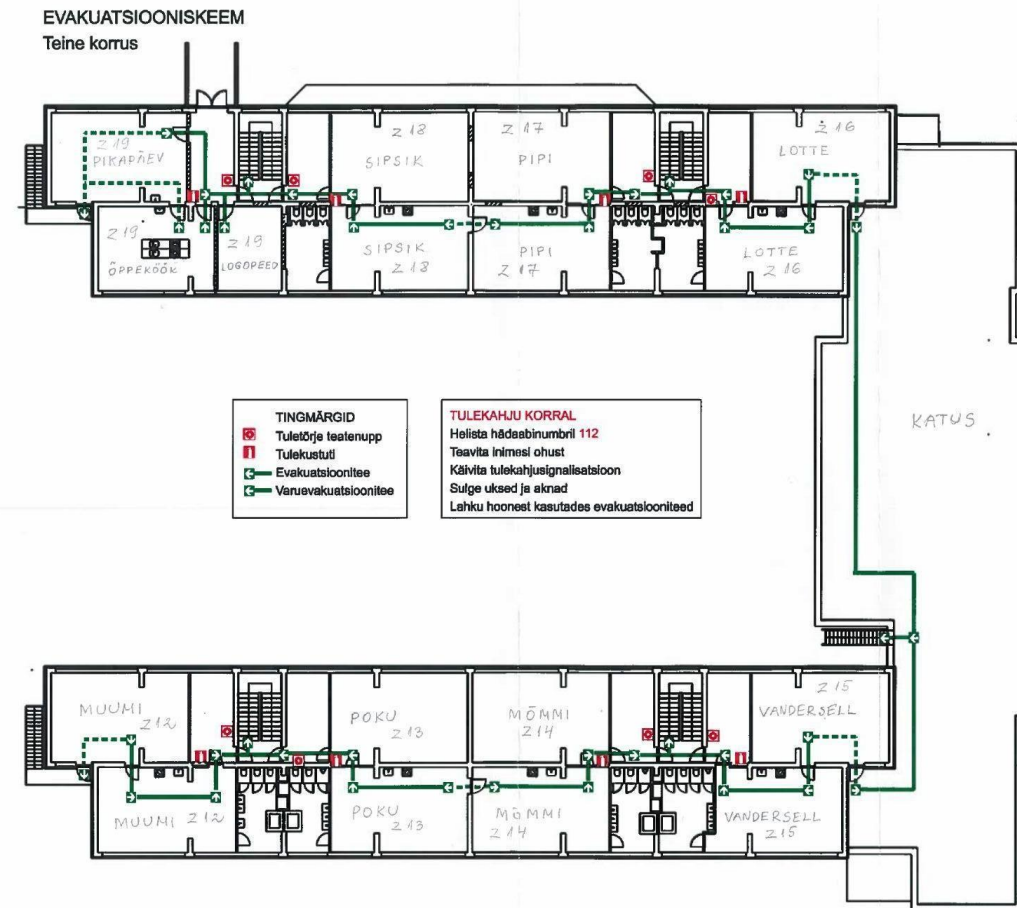 EVAKUATSIOONISKEEM
Teine korrus
Z 19
PIKAPÄEV
Z 18
SIPSIK
Z 17
PIPI
Z 16
LOTTE
Z 19
ÕPPEKÖÖK
Z 19
LOGOPEED
SIPSIK
Z 18
PIPI
Z 17
LOTTE
Z 16
TINGMÄRGID
Tuletõrje teatenupp
Tulekustuti
Evakuatsioonitee
Varuevakuatsioonitee
TULEKAHJU KORRAL
Helista hädaabinumbril 112
Teavita inimesi ohust
Käivita tulekahjusignalisatsioon
Sulge uksed ja aknad
Lahku hoonest kasutades evakuatsiooniteed
KATUS
MUUMI
Z 12
POKU
Z 13
MÕMMI
Z 14
Z 15
VANDERSELL
MUUMI Z 12
POKU
Z 13
MÕMMI
Z 14
VANDERSELL
Z 15